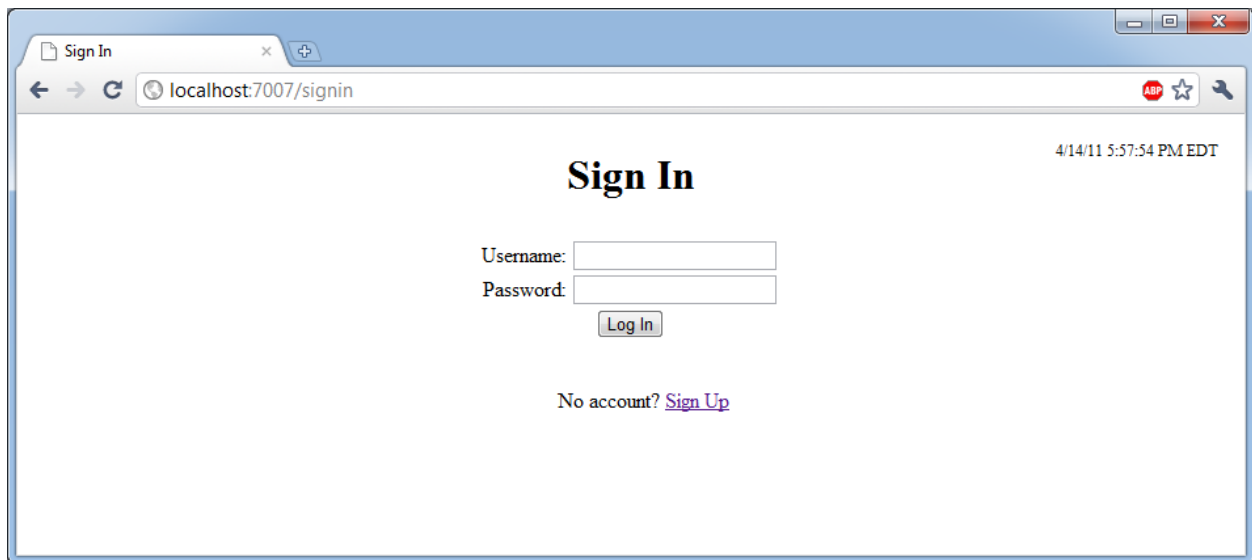 Sign In
localhost:7007/signin
ABP
4/14/11 5:57:54 PM EDT
Sign In
Username:
Password:
Log In
No account? Sign Up